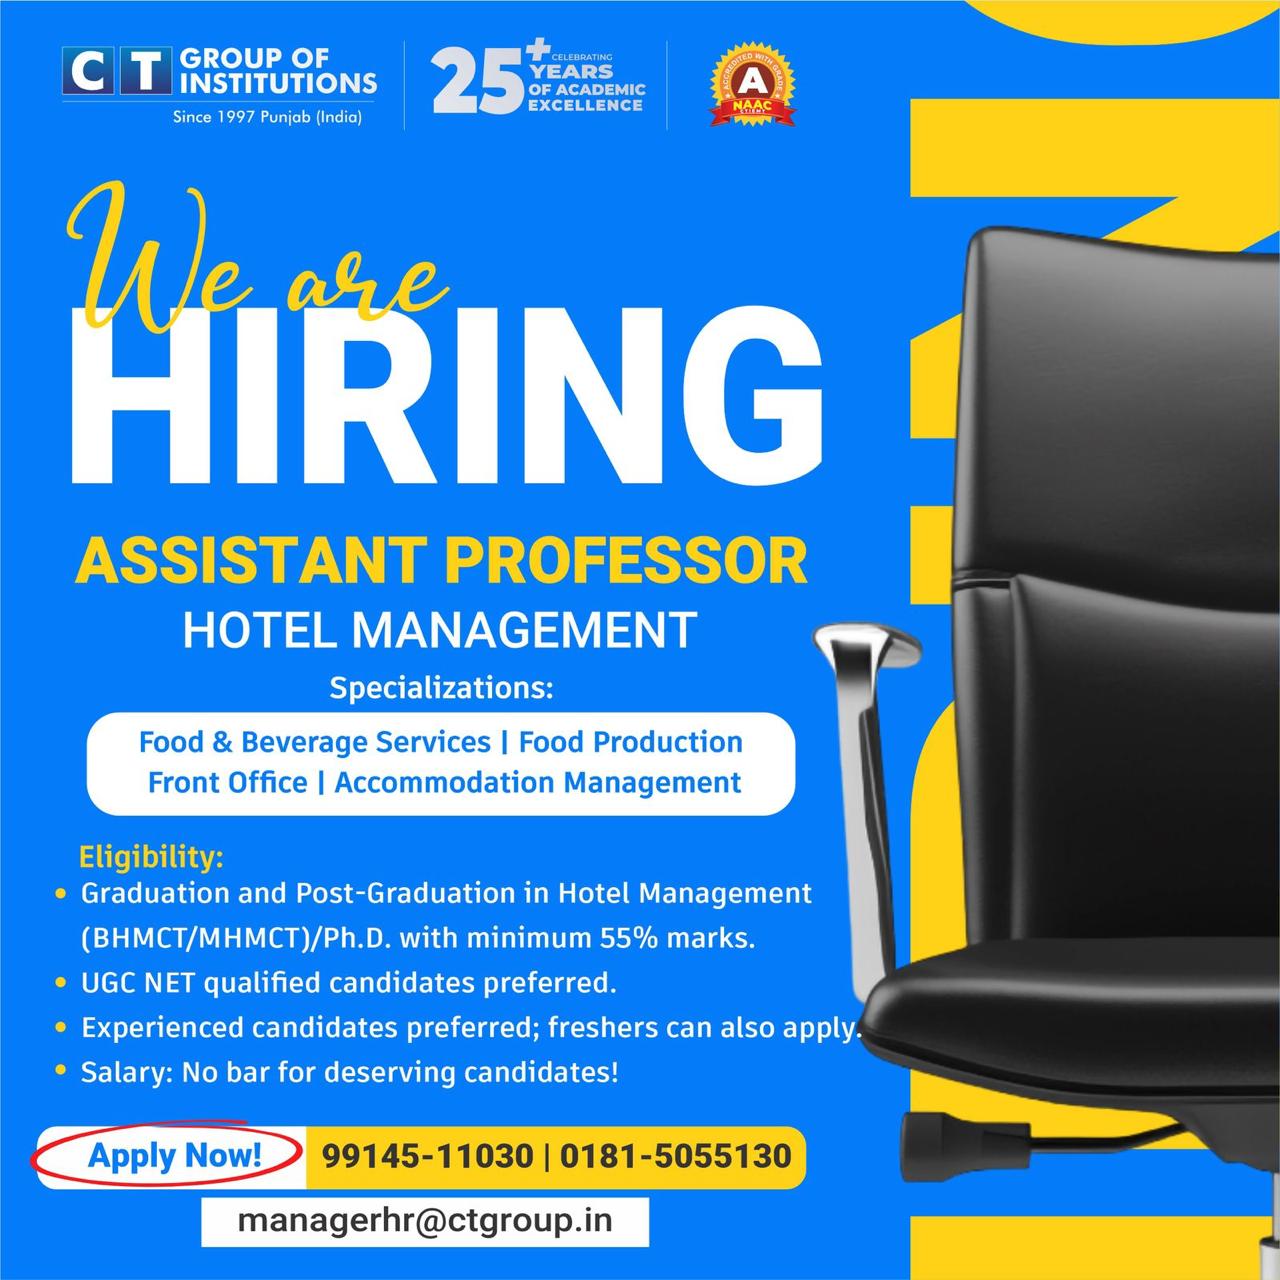 CT GROUP OF
INSTITUTIONS
Since 1997 Punjab (India)
25+ CELEBRATING
YEARS
OF ACADEMIC
EXCELLENCE
ACCREDITED WITH GRADE
A
NAAC
We are
HIRING
ASSISTANT PROFESSOR
HOTEL MANAGEMENT
Specializations:
Food & Beverage Services | Food Production
Front Office | Accommodation Management
Eligibility:
• Graduation and Post-Graduation in Hotel Management
(BHMCT/MHMCT)/Ph.D. with minimum 55% marks.
• UGC NET qualified candidates preferred.
• Experienced candidates preferred; freshers can also apply.
• Salary: No bar for deserving candidates!
Apply Now! 99145-11030 | 0181-5055130
managerhr@ctgroup.in